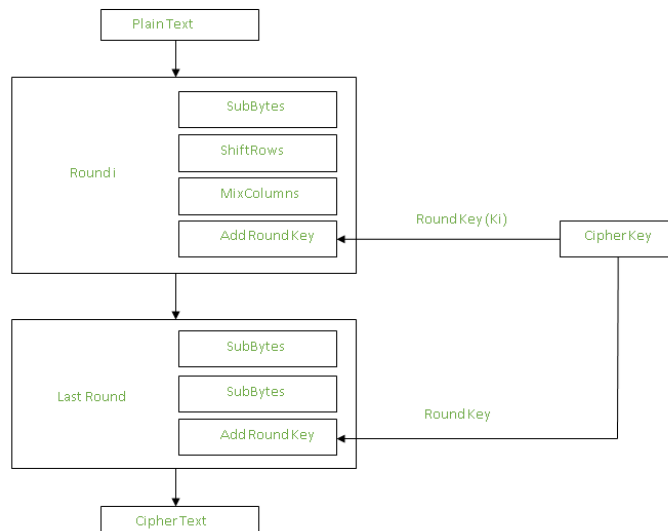 Plain Text
SubBytes
ShiftRows
Round i
MixColumns
Round Key (Ki)
Add Round Key
Cipher Key
SubBytes
SubBytes
Last Round
Round Key
Add Round Key
Cipher Text